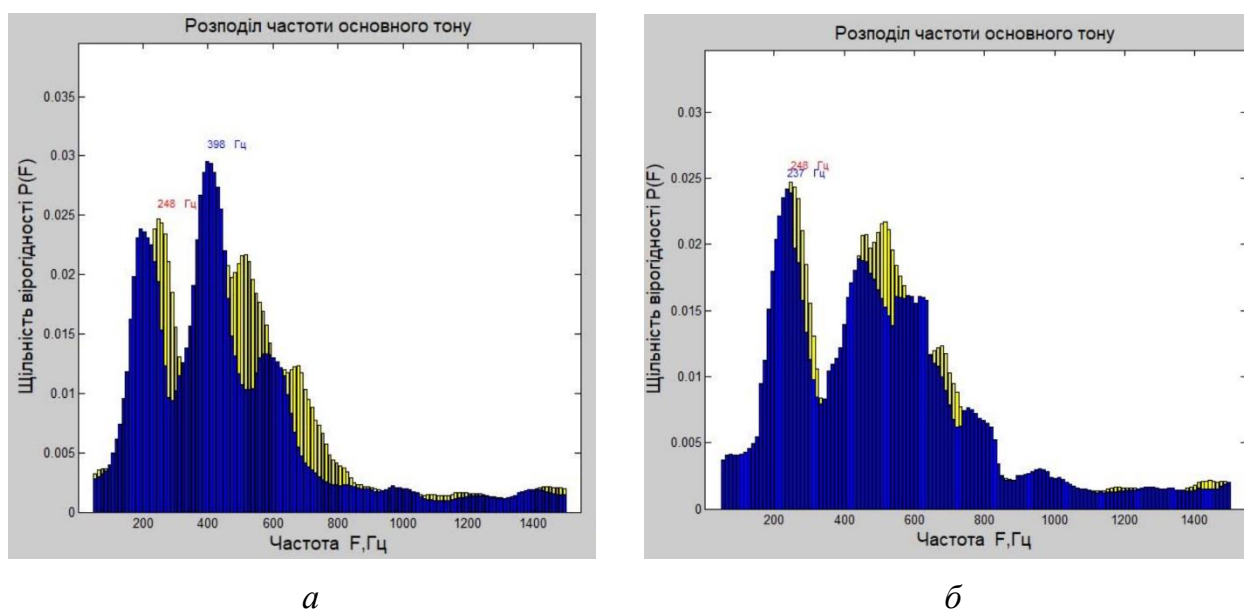 Розподіл частоти основного тону
Щільність вірогідності P(F)
0.035
0.03
0.025
0.02
0.015
0.01
0.005
0
398 Гц
248 Гц
200 400 600 800 1000 1200 1400
Частота F,Гц
а
Розподіл частоти основного тону
Щільність вірогідності P(F)
0.03
0.025
0.02
0.015
0.01
0.005
0
248 Гц
237 Гц
200 400 600 800 1000 1200 1400
Частота F,Гц
б